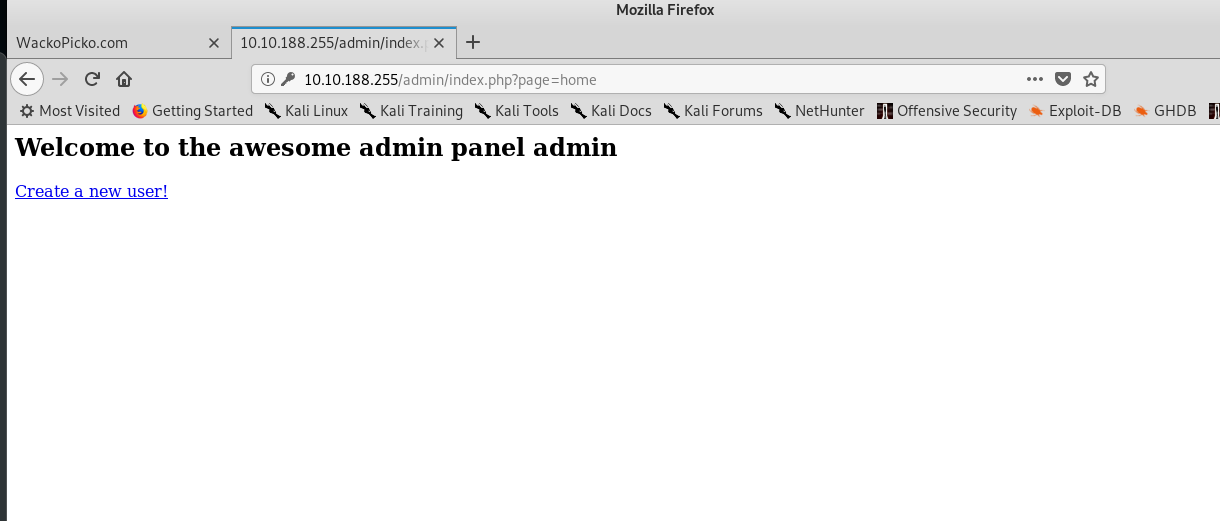 Mozilla Firefox
WackoPicko.com
10.10.188.255/admin/index.p
10.10.188.255/admin/index.php?page=home
Most Visited Getting Started Kali Linux Kali Training Kali Tools Kali Docs Kali Forums NetHunter Offensive Security Exploit-DB GHDB
Welcome to the awesome admin panel admin
Create a new user!